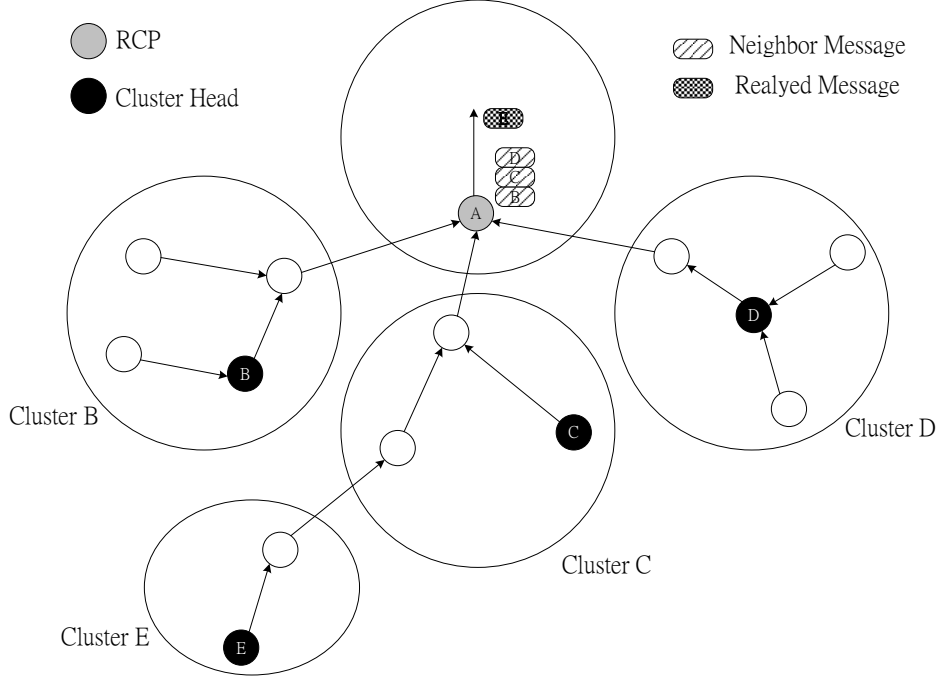 RCP
Cluster Head
Neighbor Message
Realyed Message
D
C
B
A
B
D
C
E
Cluster B
Cluster D
Cluster C
Cluster E